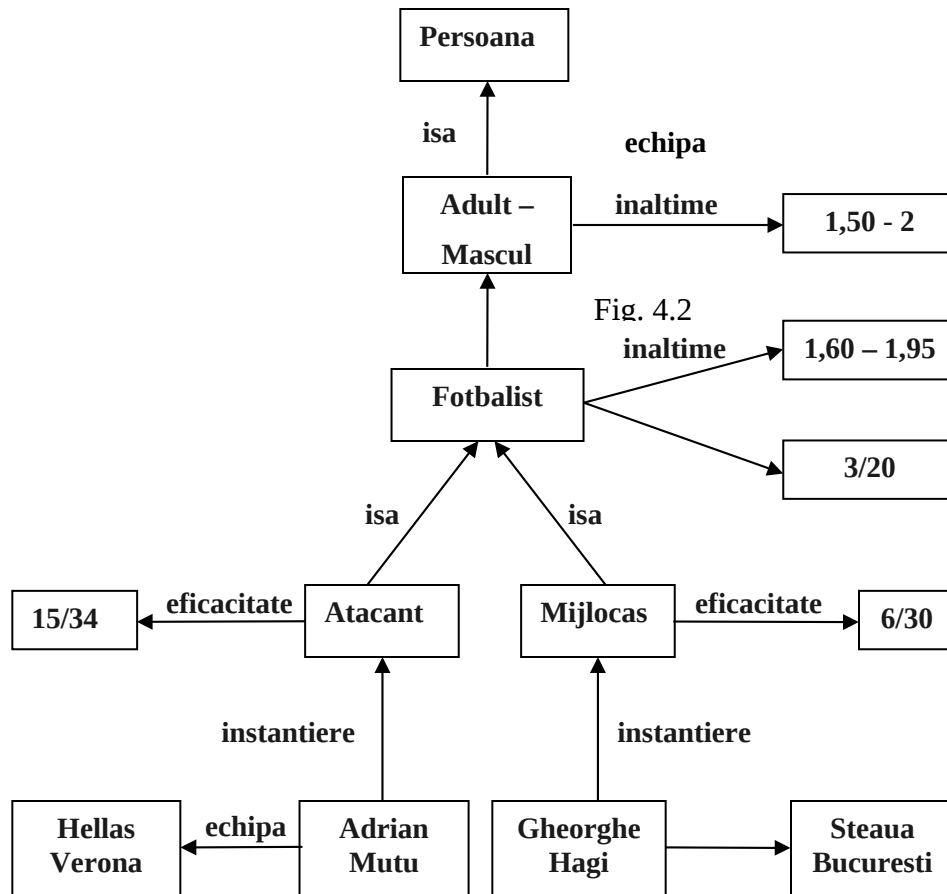 Persoana
isa
echipa
Adult –
Mascul
inaltime
1,50 - 2
Fig. 4.2
inaltime
1,60 – 1,95
Fotbalist
3/20
isa
isa
15/34
eficacitate
Atacant
Mijlocas
eficacitate
6/30
instantiere
instantiere
Hellas
Verona
echipa
Adrian
Mutu
Gheorghe
Hagi
Steaua
Bucuresti